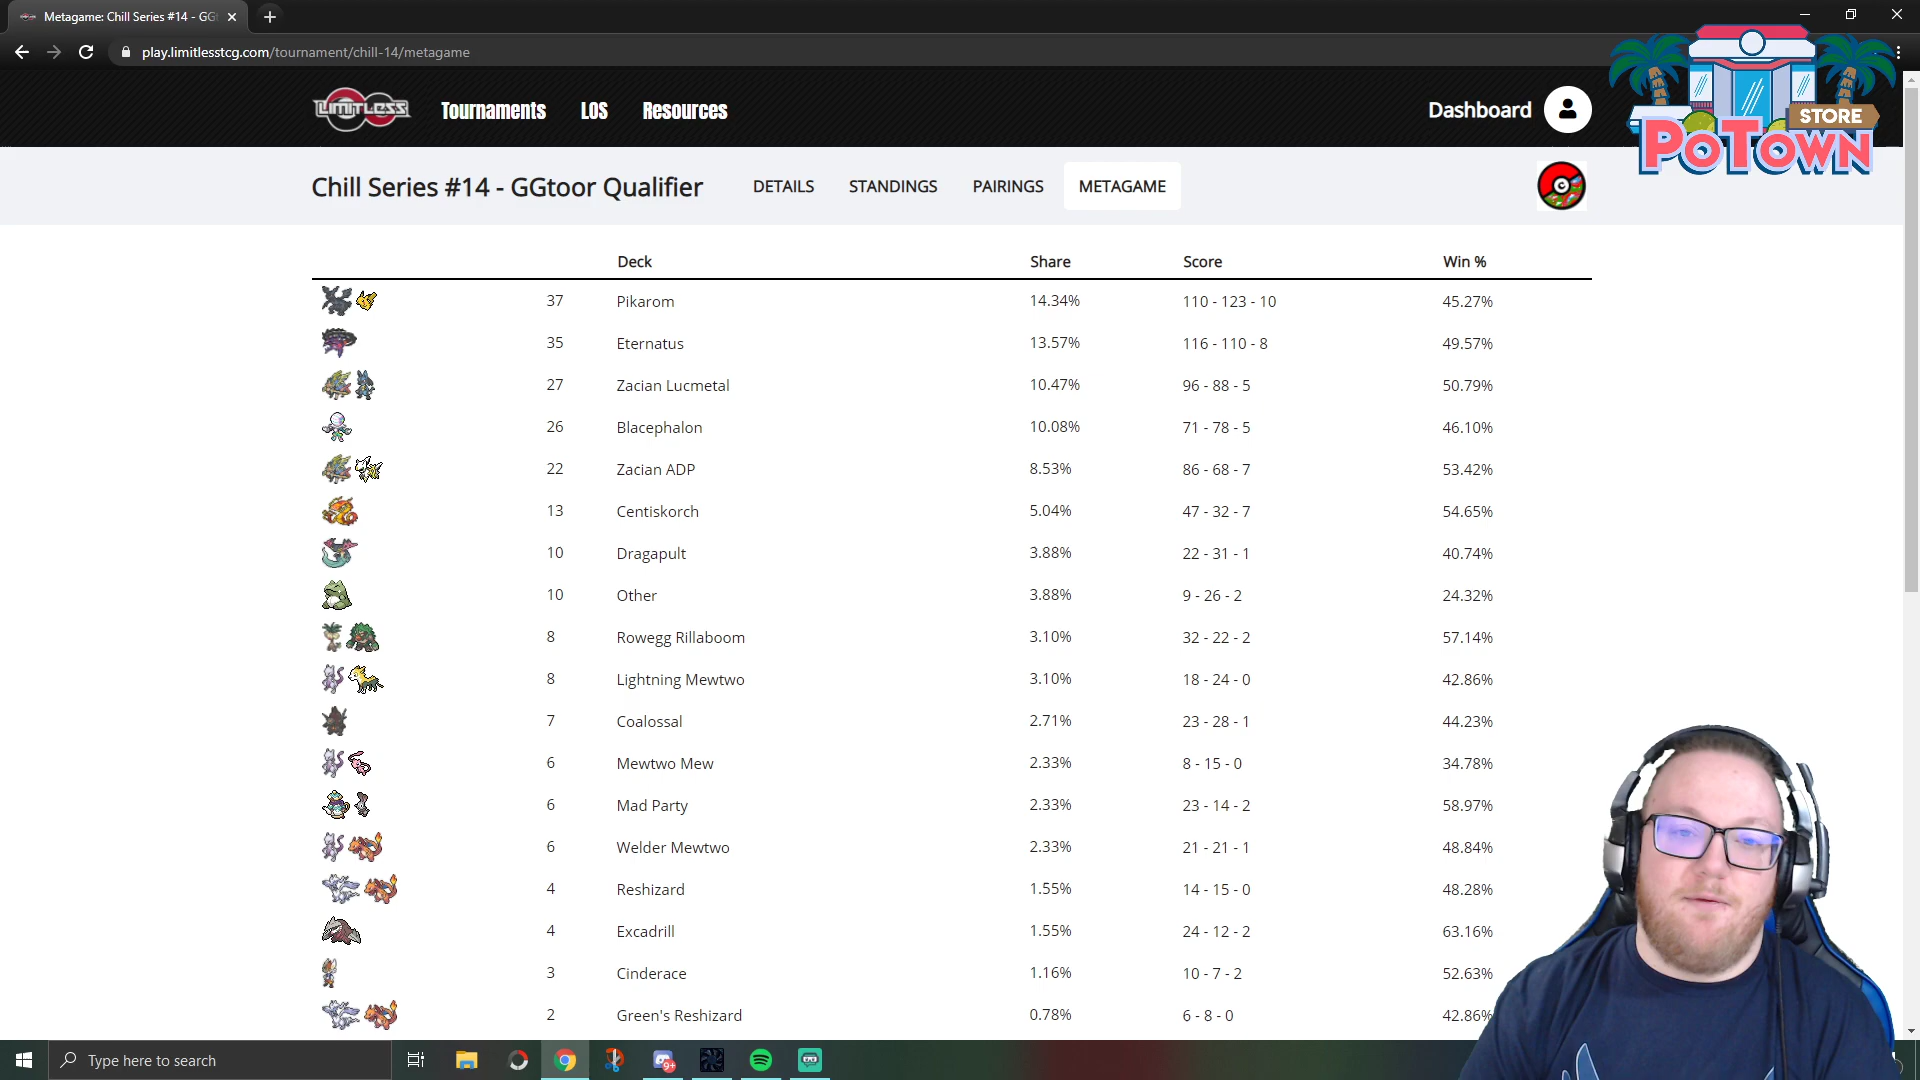 Metagame: Chill Series #14 - GGt
play.limitlesstcg.com/tournament/chill-14/metagame
LIMITLESS
Tournaments LOS Resources
Dashboard
STORE
POTOWN
Chill Series #14 - GGtoor Qualifier DETAILS STANDINGS PAIRINGS METAGAME
Deck Share Score Win %
37 Pikarom 14.34% 110 - 123 - 10 45.27%
35 Eternatus 13.57% 116 - 110 - 8 49.57%
27 Zacian Lucmetal 10.47% 96 - 88 - 5 50.79%
26 Blacephalon 10.08% 71 - 78 - 5 46.10%
22 Zacian ADP 8.53% 86 - 68 - 7 53.42%
13 Centiskorch 5.04% 47 - 32 - 7 54.65%
10 Dragapult 3.88% 22 - 31 - 1 40.74%
10 Other 3.88% 9 - 26 - 2 24.32%
8 Rowegg Rillaboom 3.10% 32 - 22 - 2 57.14%
8 Lightning Mewtwo 3.10% 18 - 24 - 0 42.86%
7 Coalossal 2.71% 23 - 28 - 1 44.23%
6 Mewtwo Mew 2.33% 8 - 15 - 0 34.78%
6 Mad Party 2.33% 23 - 14 - 2 58.97%
6 Welder Mewtwo 2.33% 21 - 21 - 1 48.84%
4 Reshizard 1.55% 14 - 15 - 0 48.28%
4 Excadrill 1.55% 24 - 12 - 2 63.16%
3 Cinderace 1.16% 10 - 7 - 2 52.63%
2 Green's Reshizard 0.78% 6 - 8 - 0 42.86%
Type here to search
9+